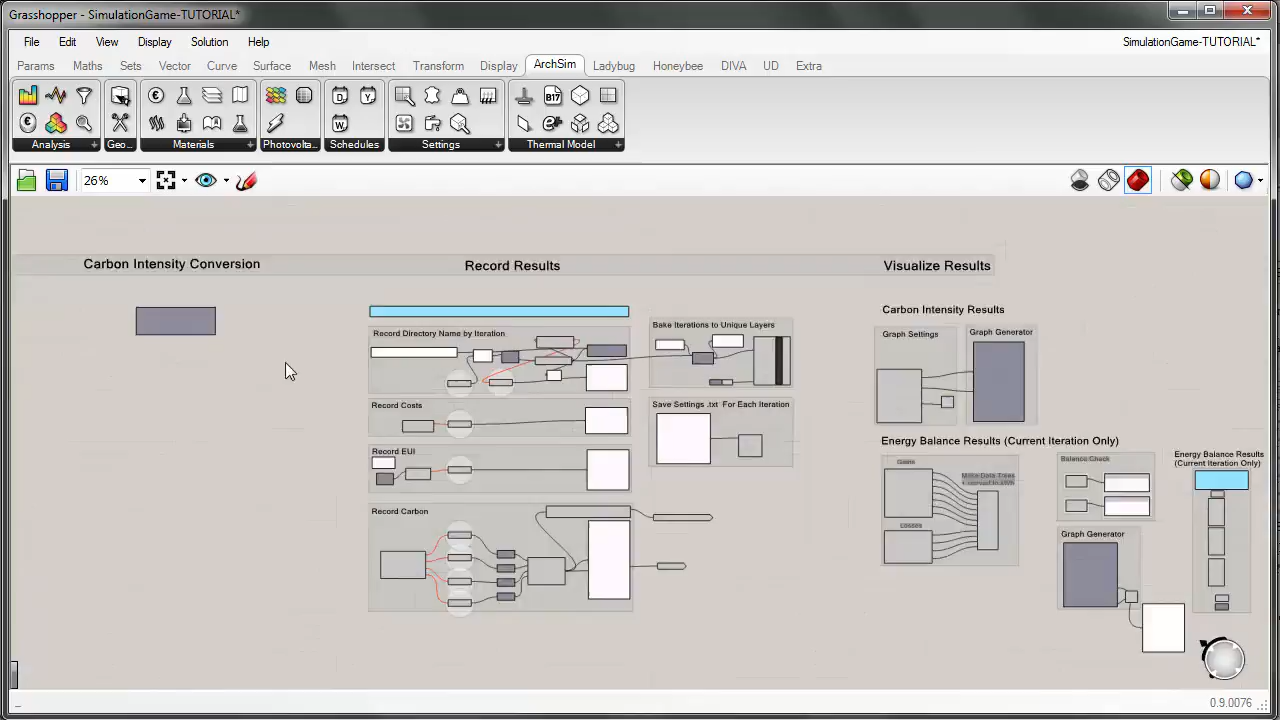 Grasshopper - SimulationGame-TUTORIAL*
File Edit View Display Solution Help
SimulationGame-TUTORIAL*
Params Maths Sets Vector Curve Surface Mesh Intersect Transform Display ArchSim Ladybug Honeybee DIVA UD Extra
Analysis Geo... Materials Photovolta... Schedules Settings Thermal Model
26%
Carbon Intensity Conversion
Record Results
Visualize Results
Record Directory Name by Iteration
Record Costs
Record EUI
Record Carbon
Bake Iterations to Unique Layers
Save Settings .txt For Each Iteration
Carbon Intensity Results
Graph Settings
Graph Generator
Energy Balance Results (Current Iteration Only)
Gains
Losses
Balance Check
Graph Generator
Energy Balance Results
(Current Iteration Only)
0.9.0076